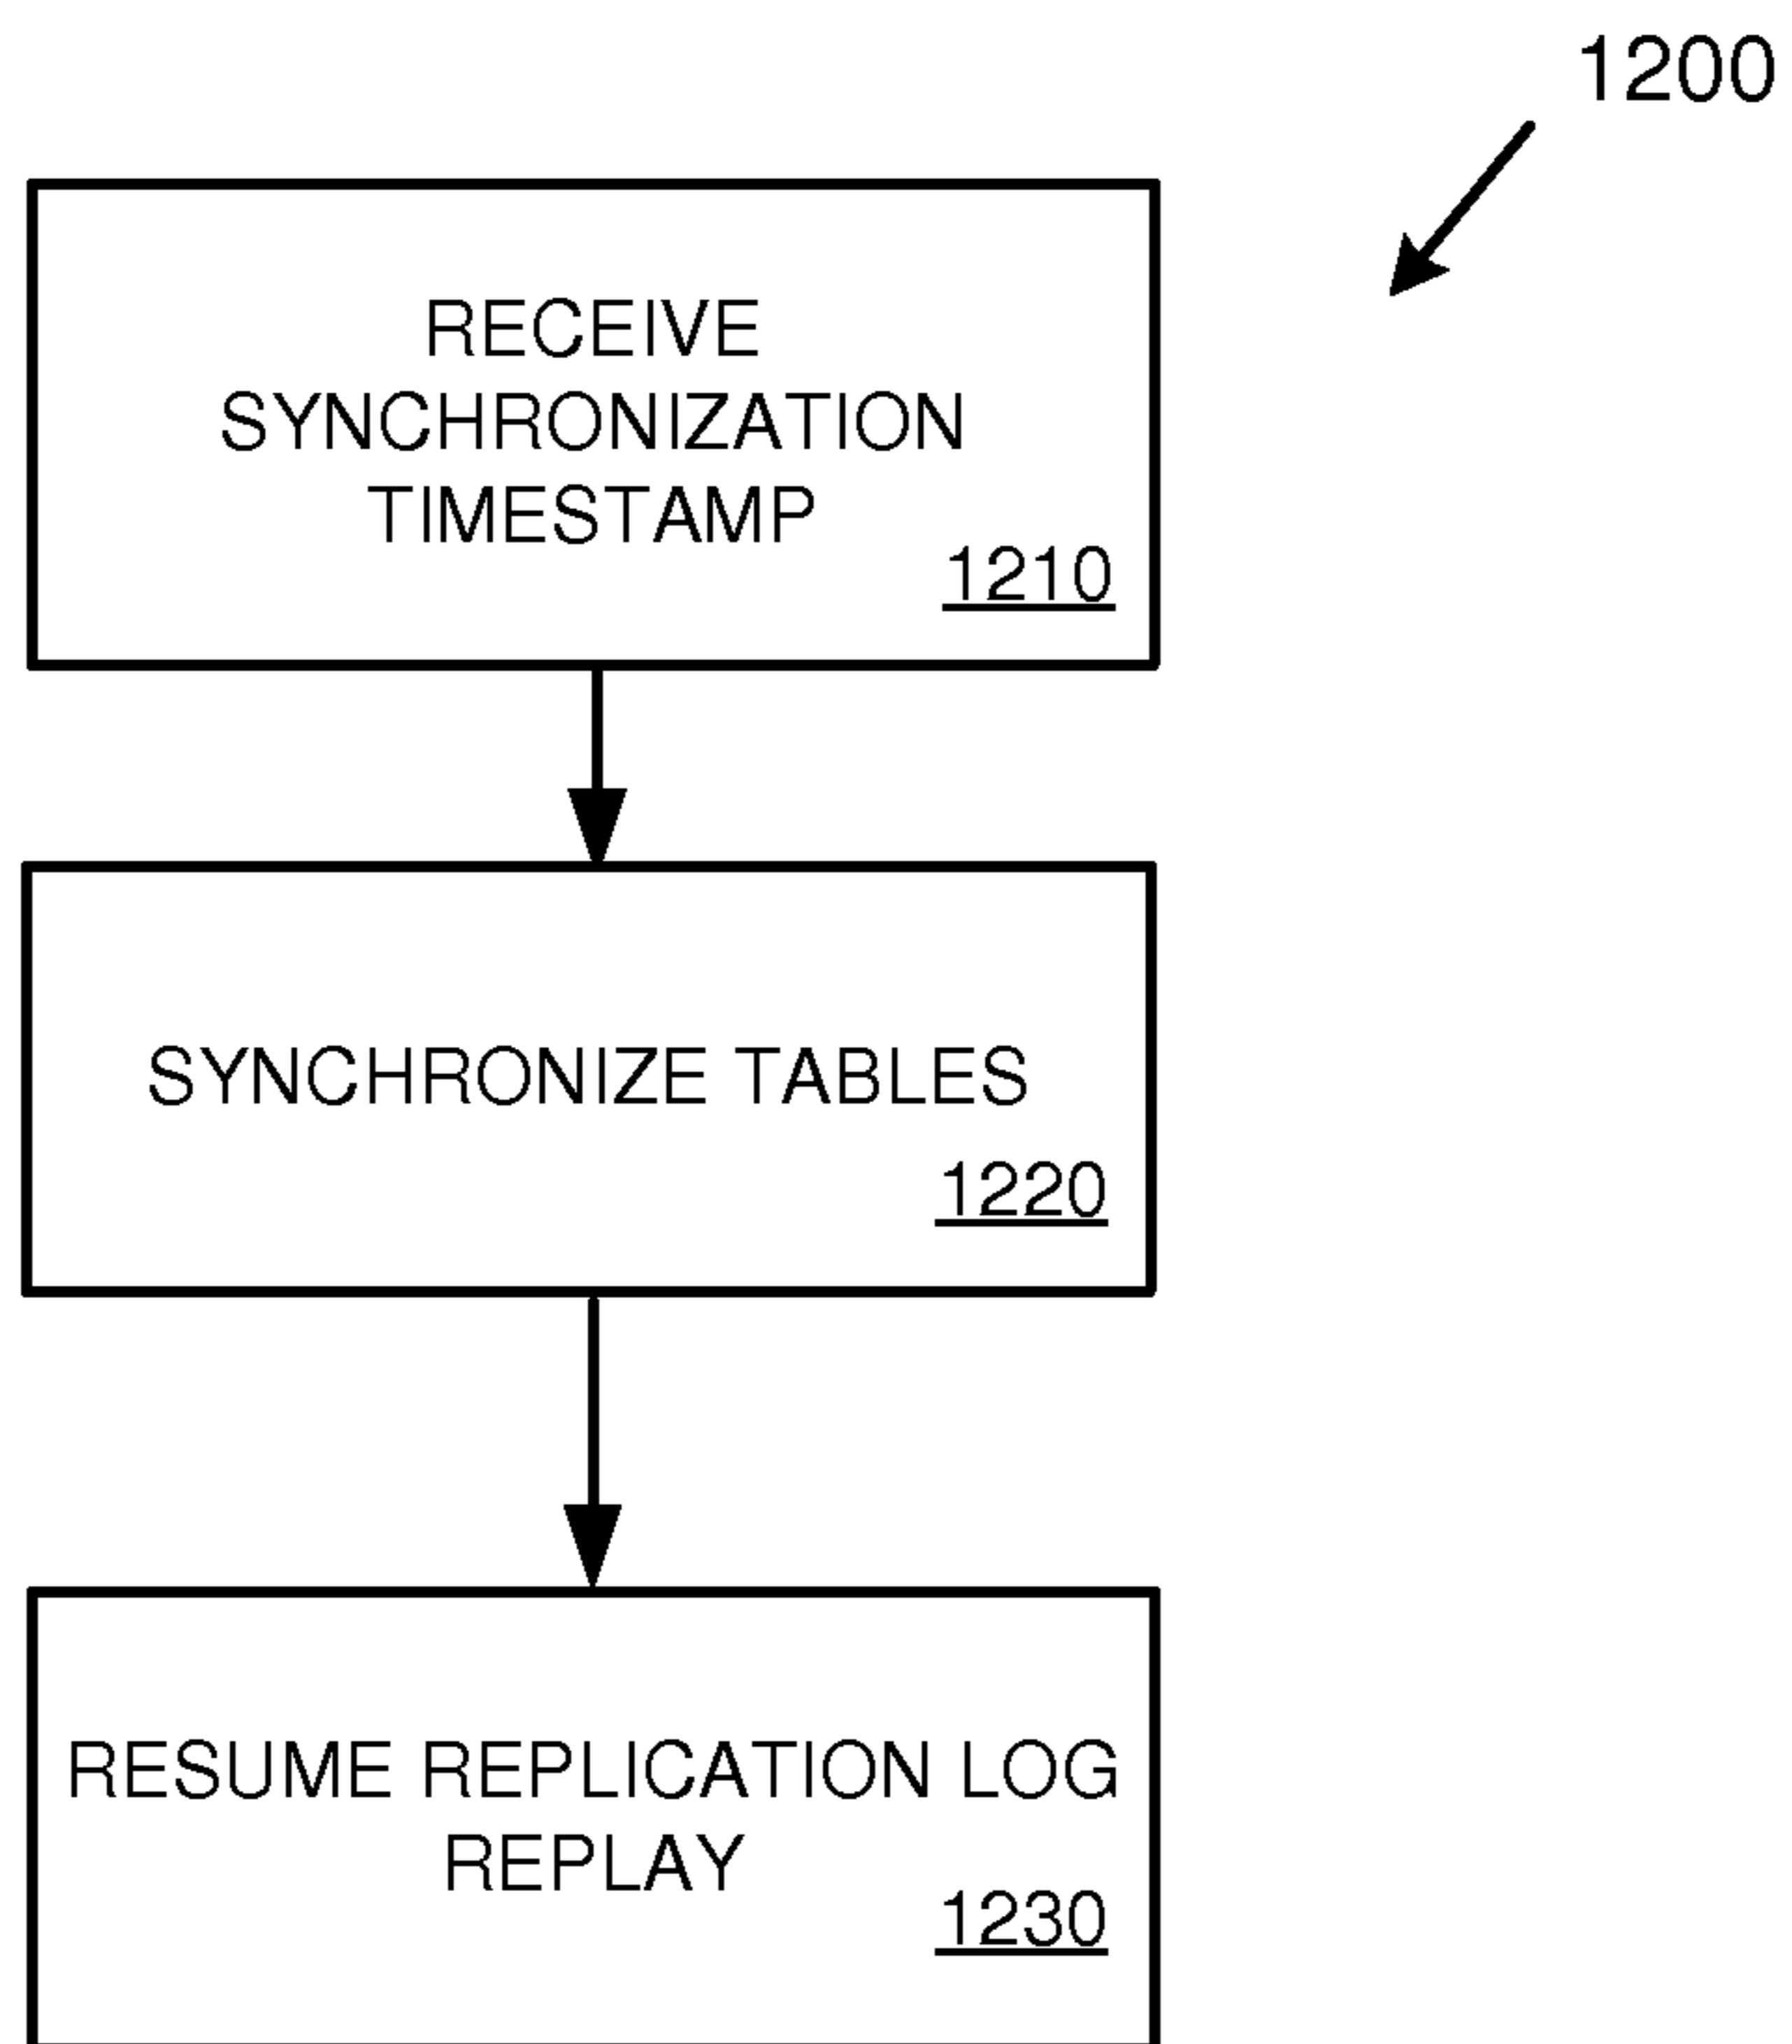 1200
RECEIVE
SYNCHRONIZATION
TIMESTAMP
1210
SYNCHRONIZE TABLES
1220
RESUME REPLICATION LOG
REPLAY
1230